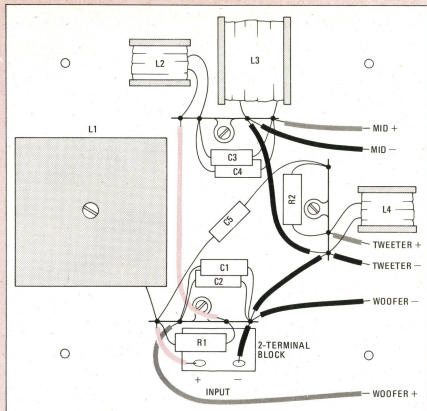 L2
L3
L1
MID +
C3
C4
MID –
R2
L4
C5
TWEETER +
C1
C2
TWEETER –
WOOFER –
R1
2-TERMINAL
BLOCK
+ –
INPUT
WOOFER +